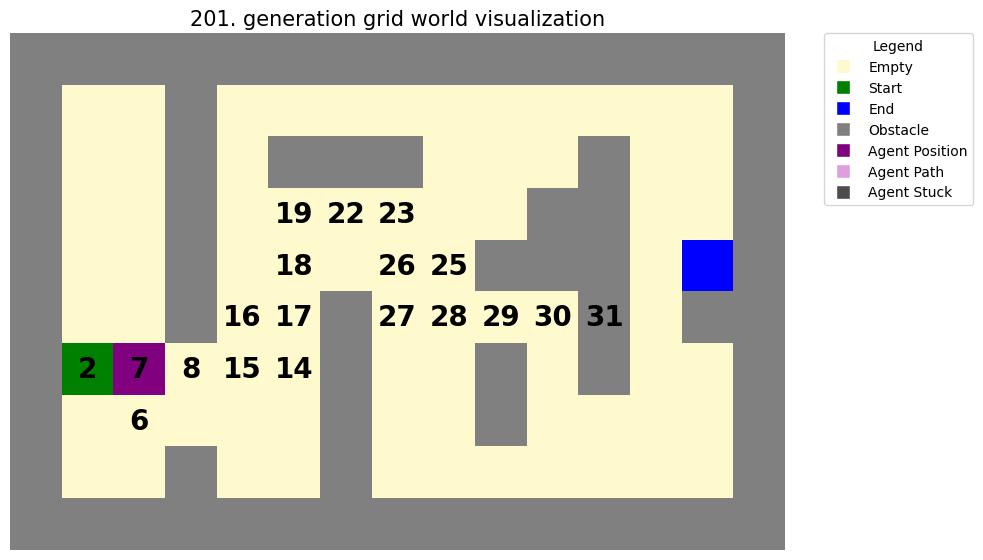 201. generation grid world visualization
Legend
Empty
Start
End
Obstacle
Agent Position
Agent Path
Agent Stuck
19 22 23
18 26 25
16 17 27 28 29 30 31
2 7 8 15 14
6